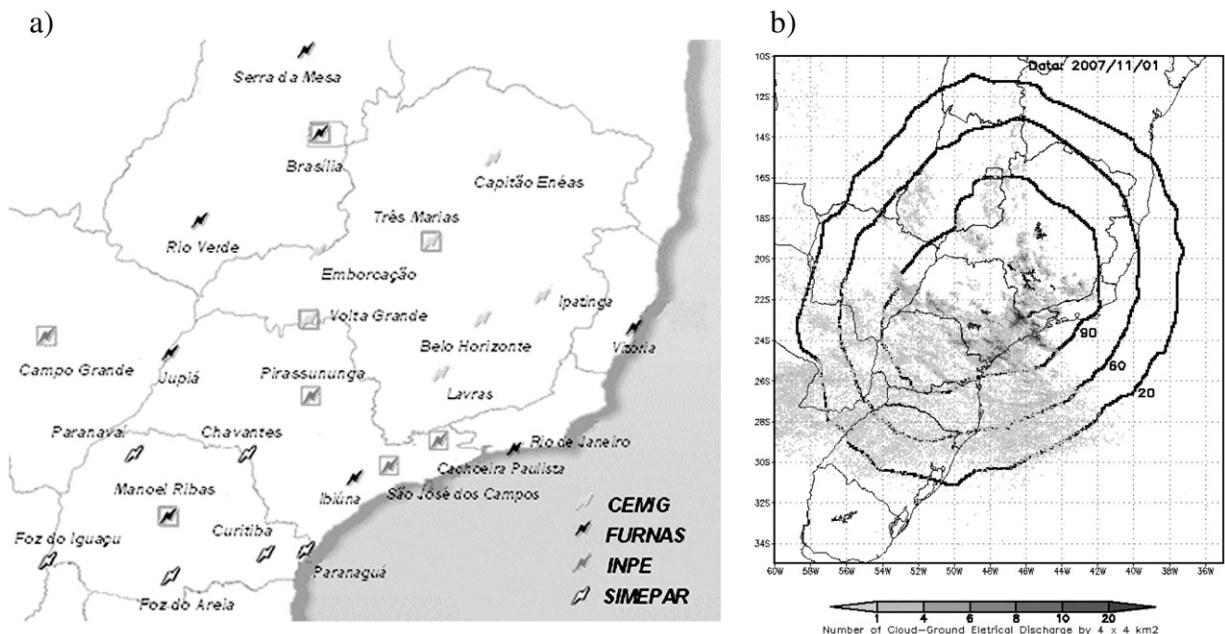 a)
Serra da Mesa
Brasília
Capitão Enéas
Três Marias
Rio Verde
Emborcação
Ipatinga
Volta Grande
Belo Horizonte
Vitoria
Campo Grande
Jupiá
Pirassununga
Lavras
Paranavaí
Chavantes
Rio de Janeiro
Cachoeira Paulista
Manoel Ribas
Ibiúna
São José dos Campos
Foz do Iguaçu
Curitiba
Paranaguá
Foz do Areia
CEMIG
FURNAS
INPE
SIMEPAR
b)
Data: 2007/11/01
10S
12S
14S
16S
18S
20S
22S
24S
26S
28S
30S
32S
34S
90
60
20
60W 58W 56W 54W 52W 50W 48W 46W 44W 42W 40W 38W 36W
1 4 6 8 10 20
Number of Cloud-Ground Eletrical Discharge by 4 x 4 km2